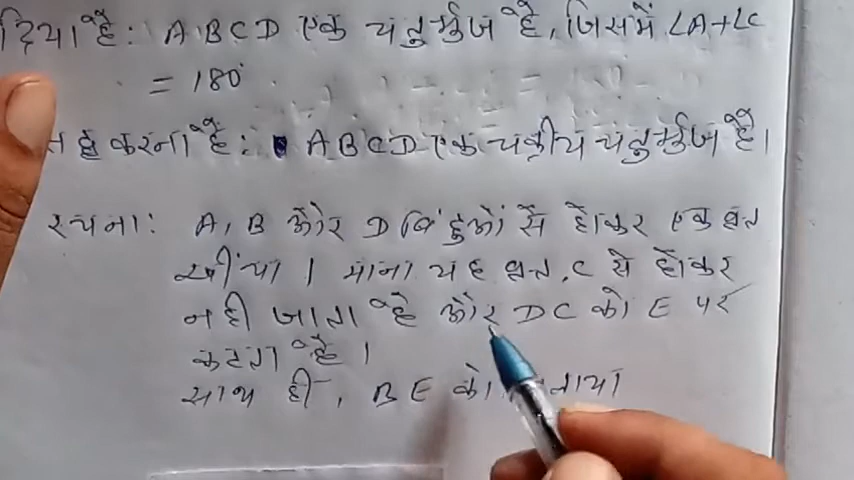 दिया है: ABCD एक चतुर्भुज है, जिसमें ∠A+∠C
= 180°
करना है: ABCD एक चक्रीय चतुर्भुज है।
रचना: A, B और D बिंदुओं से होकर एक वृत्त
खींचा। माना यह वृत्त, C से होकर
नही जाता है और DC को E पर
कटता है।
साथ ही, BE को